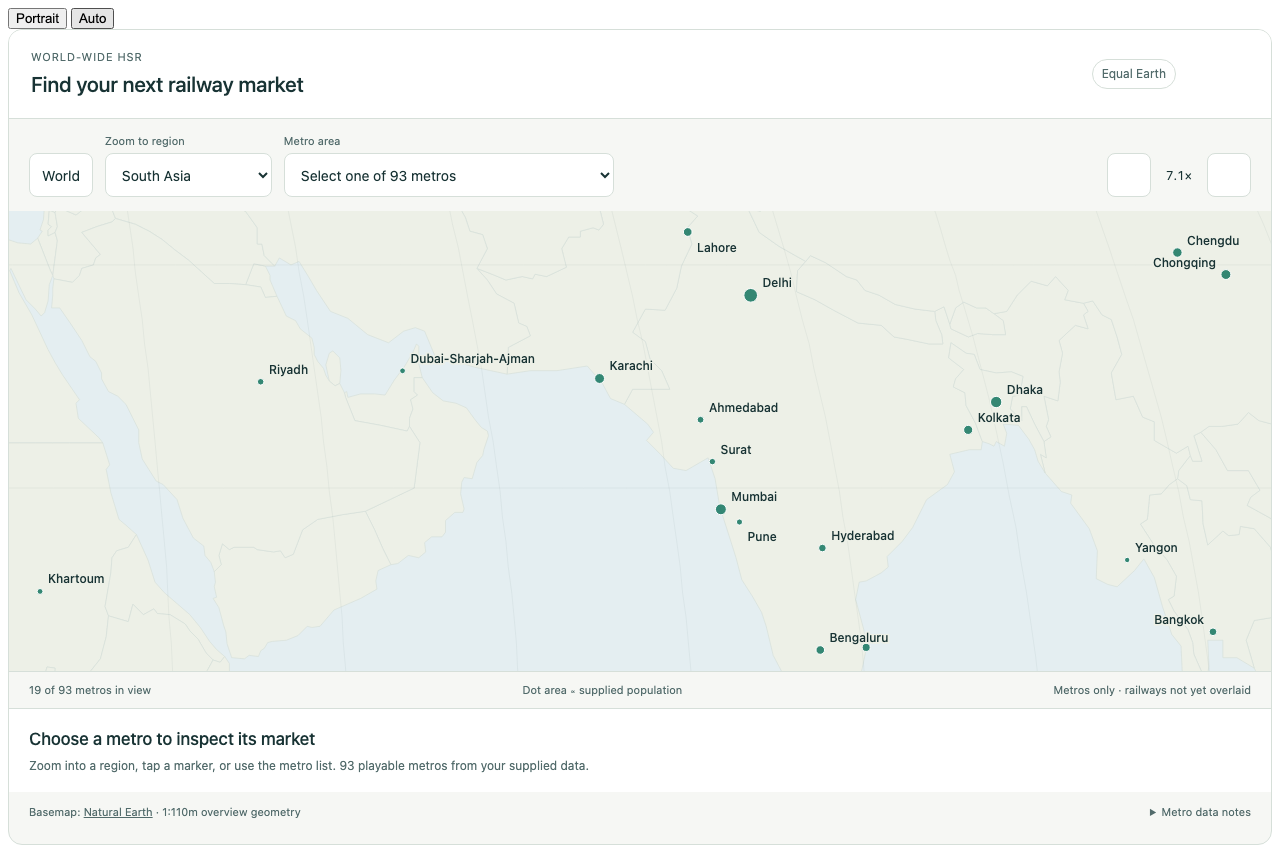 Portrait Auto
WORLD-WIDE HSR
Find your next railway market
Equal Earth
Zoom to region
Metro area
World
South Asia
Select one of 93 metros
7.1×
Lahore
Chengdu
Chongqing
Delhi
Dubai-Sharjah-Ajman
Riyadh
Karachi
Dhaka
Ahmedabad
Kolkata
Surat
Mumbai
Pune
Hyderabad
Yangon
Khartoum
Bangkok
Bengaluru
19 of 93 metros in view
Dot area ∝ supplied population
Metros only · railways not yet overlaid
Choose a metro to inspect its market
Zoom into a region, tap a marker, or use the metro list. 93 playable metros from your supplied data.
Basemap: Natural Earth · 1:110m overview geometry
▶ Metro data notes